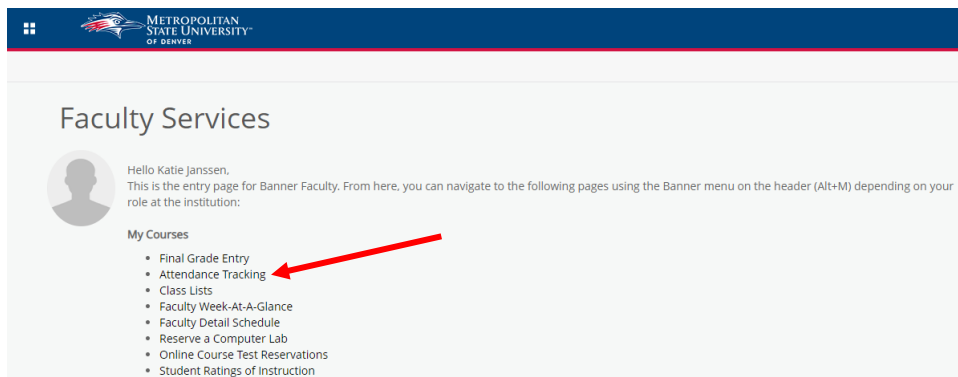 METROPOLITAN
STATE UNIVERSITY™
OF DENVER
Faculty Services
Hello Katie Janssen,
This is the entry page for Banner Faculty. From here, you can navigate to the following pages using the Banner menu on the header (Alt+M) depending on your
role at the institution:
My Courses
• Final Grade Entry
• Attendance Tracking
• Class Lists
• Faculty Week-At-A-Glance
• Faculty Detail Schedule
• Reserve a Computer Lab
• Online Course Test Reservations
• Student Ratings of Instruction